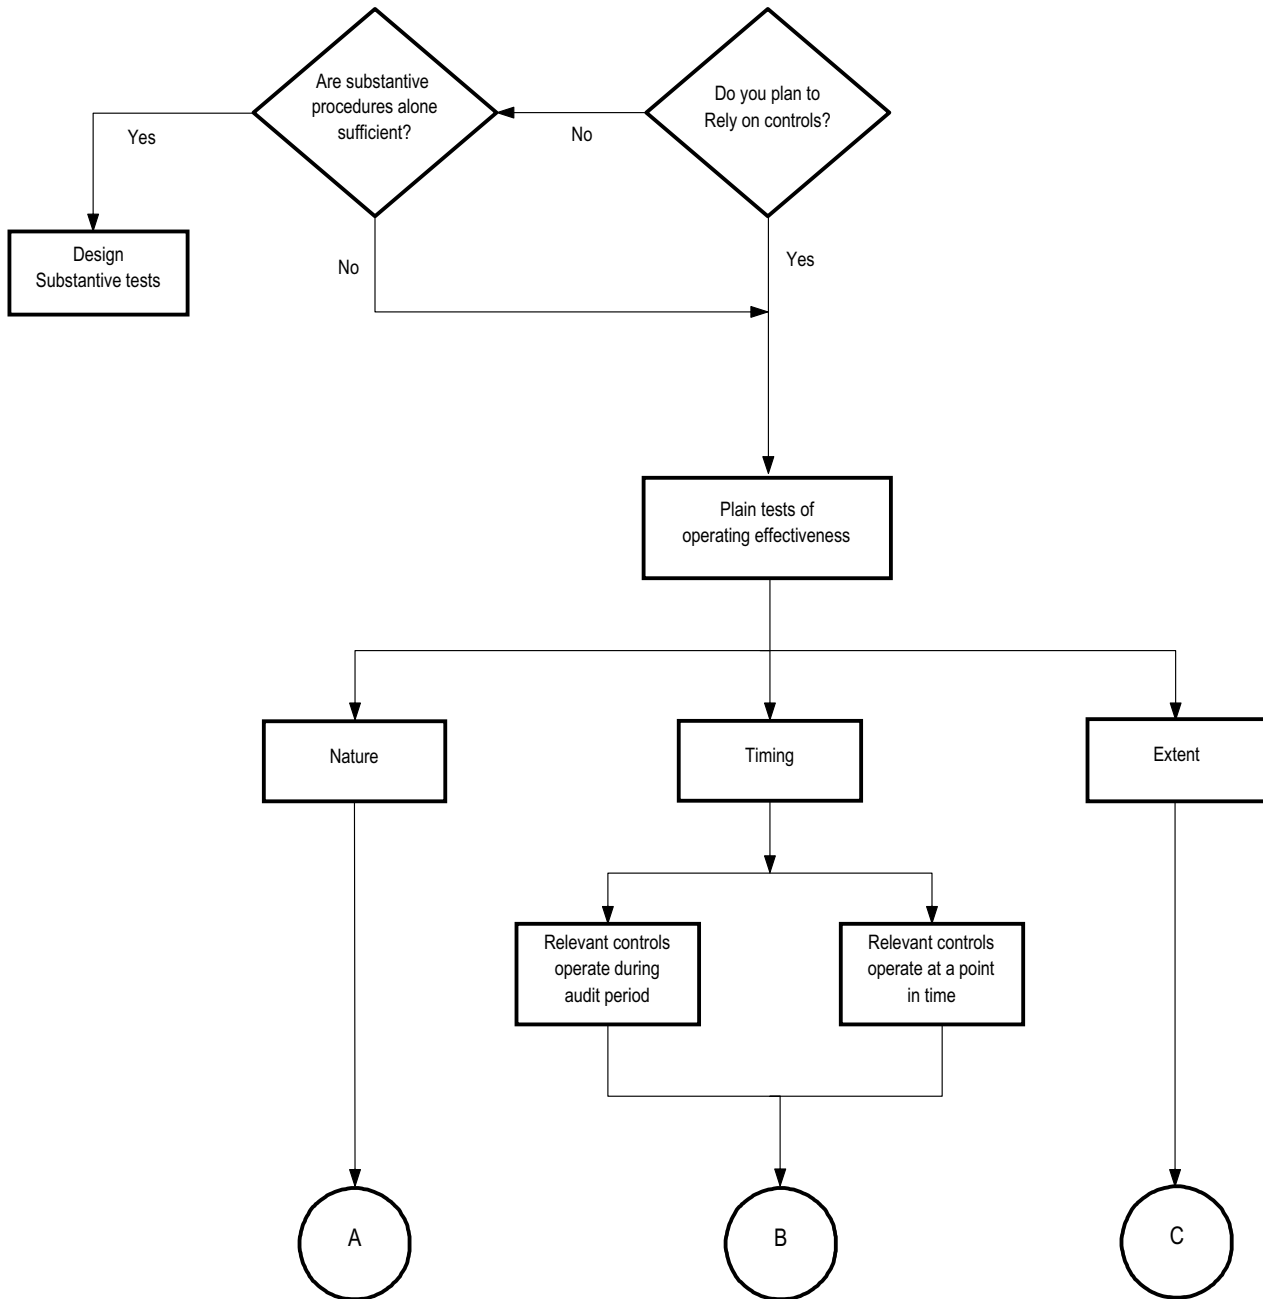 Are substantive
procedures alone
sufficient?
Do you plan to
Rely on controls?
Yes
No
Design
Substantive tests
No
Yes
Plain tests of
operating effectiveness
Nature
Timing
Extent
Relevant controls
operate during
audit period
Relevant controls
operate at a point
in time
A
B
C